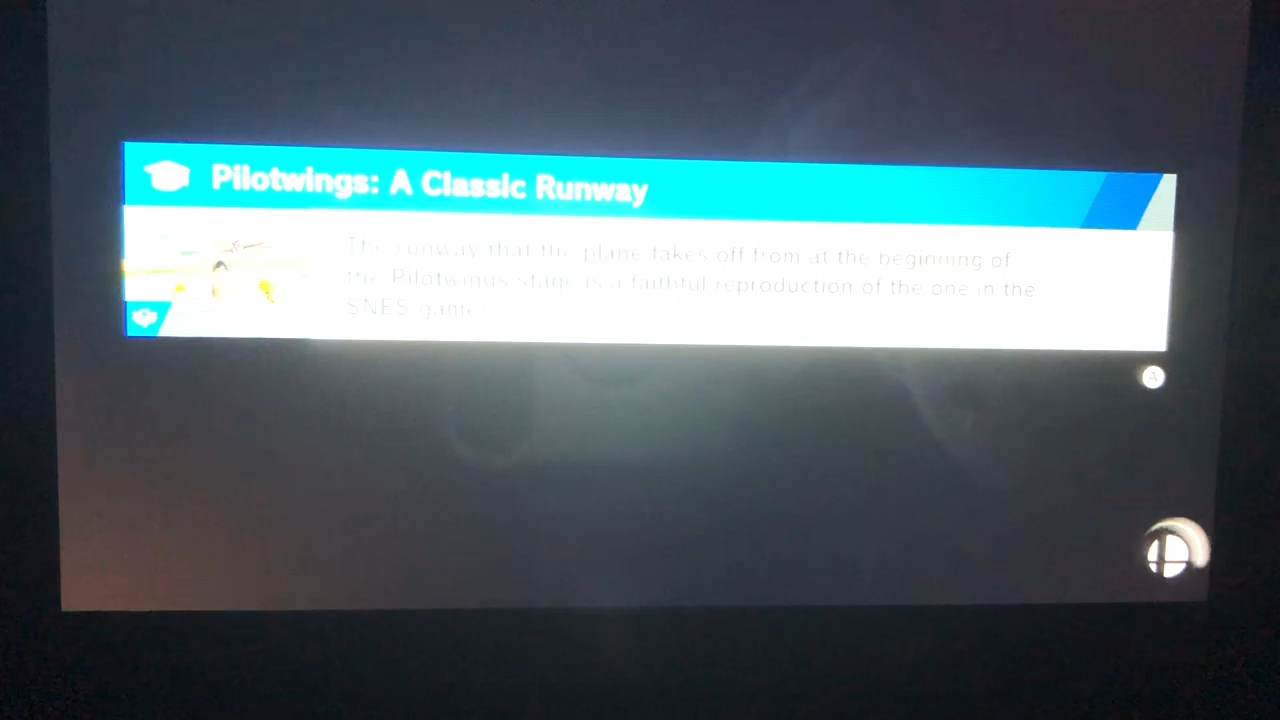 Pilotwings: A Classic Runway
The runway that the plane takes off from at the beginning of
the Pilotwings stage is a faithful reproduction of the one in the
SNES game.
A